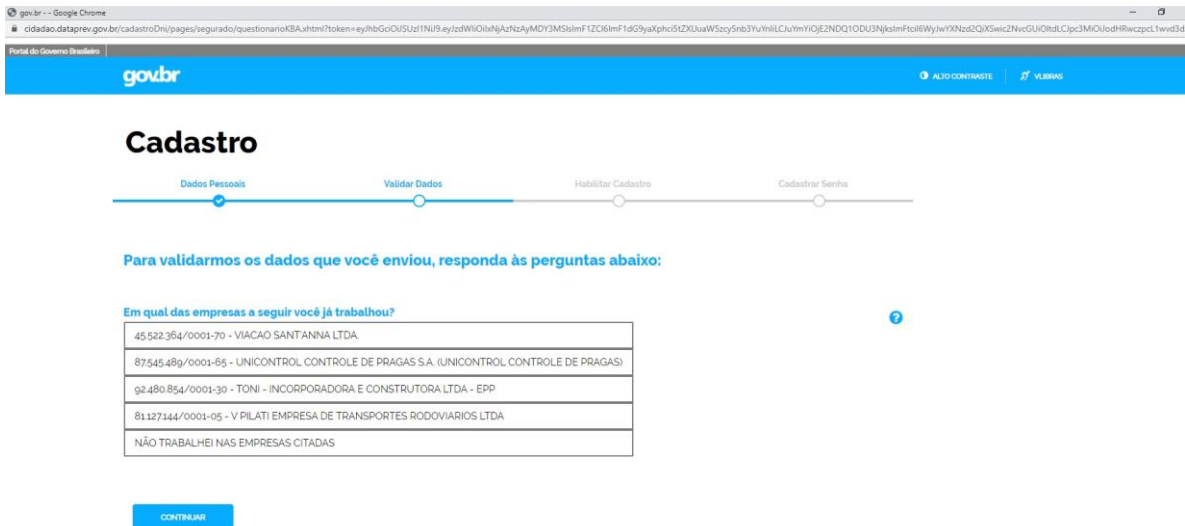 gov.br - - Google Chrome
Portal do Governo Brasileiro
gov.br
ALTO CONTRASTE
VLIBRAS
Cadastro
Dados Pessoais
Validar Dados
Habilitar Cadastro
Cadastrar Senha
Para validarmos os dados que você enviou, responda às perguntas abaixo:
Em qual das empresas a seguir você já trabalhou?
45.522.364/0001-70 - VIACAO SANT'ANNA LTDA.
87.545.489/0001-65 - UNICONTROL CONTROLE DE PRAGAS S.A. (UNICONTROL CONTROLE DE PRAGAS)
92.480.854/0001-30 - TONI - INCORPORADORA E CONSTRUTORA LTDA - EPP
81.127.144/0001-05 - V PILATI EMPRESA DE TRANSPORTES RODOVIARIOS LTDA
NÃO TRABALHEI NAS EMPRESAS CITADAS
CONTINUAR